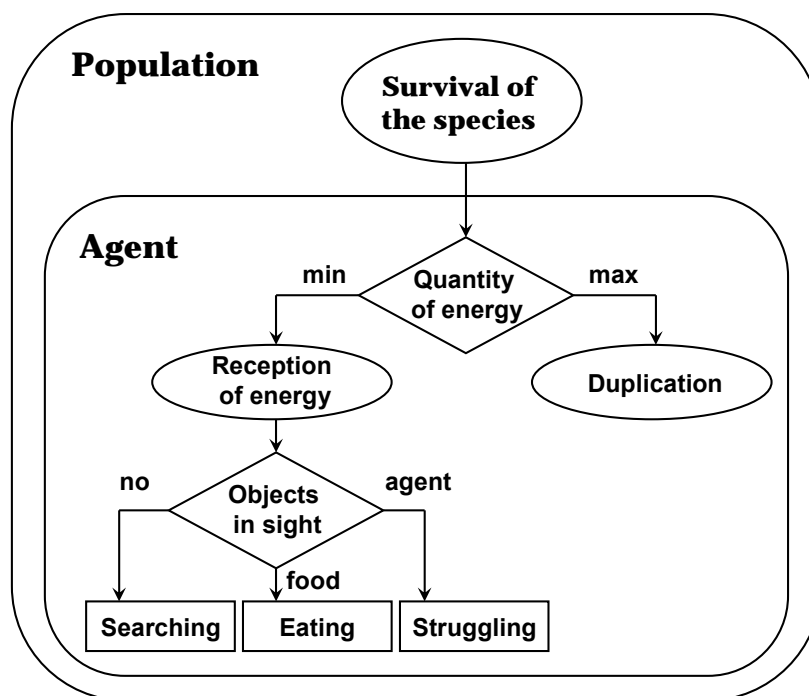 Population
Survival of
the species
Agent
min
Quantity
of energy
max
Reception
of energy
Duplication
no
Objects
in sight
agent
food
Searching
Eating
Struggling